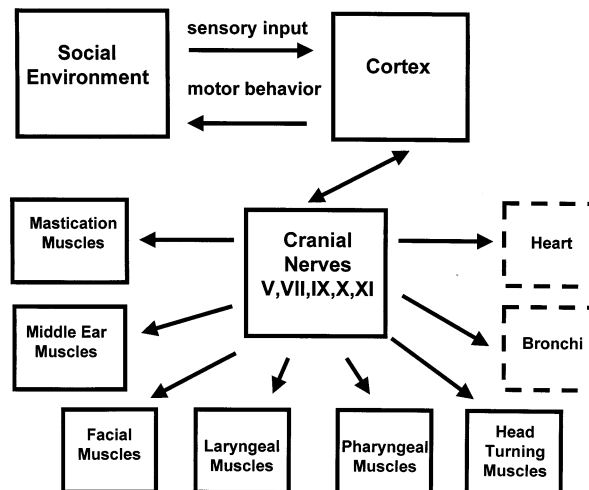 sensory input
Social
Environment
Cortex
motor behavior
Mastication
Muscles
Cranial
Nerves
V,VII,IX,X,XI
Heart
Middle Ear
Muscles
Bronchi
Facial
Muscles
Laryngeal
Muscles
Pharyngeal
Muscles
Head
Turning
Muscles